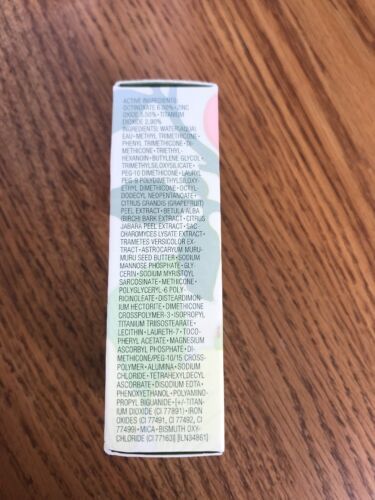 ACTIVE INGREDIENTS:
OCTINOXATE 6.00% • ZINC
OXIDE 5.00% • TITANIUM
DIOXIDE 2.90%
INGREDIENTS: WATER\AQUA\
EAU • METHYL TRIMETHICONE •
PHENYL TRIMETHICONE • DI-
METHICONE • TRIETHYL-
HEXANOIN • BUTYLENE GLYCOL •
TRIMETHYLSILOXYSILICATE •
PEG-10 DIMETHICONE • LAURYL
PEG-9 POLYDIMETHYLSILOXY-
ETHYL DIMETHICONE • OCTYL-
DODECYL NEOPENTANOATE •
CITRUS GRANDIS (GRAPEFRUIT)
PEEL EXTRACT • BETULA ALBA
(BIRCH) BARK EXTRACT • CITRUS
JABARA PEEL EXTRACT • SAC-
CHAROMYCES LYSATE EXTRACT •
TRAMETES VERSICOLOR EX-
TRACT • ASTROCARYUM MURU-
MURU SEED BUTTER • SODIUM
MANNOSE PHOSPHATE • GLY-
CERIN • SODIUM MYRISTOYL
SARCOSINATE • METHICONE •
POLYGLYCERYL-6 POLY-
RICINOLEATE • DISTEARDIMON-
IUM HECTORITE • DIMETHICONE
CROSSPOLYMER-3 • ISOPROPYL
TITANIUM TRIISOSTEARATE •
LECITHIN • LAURETH-7 • TOCO-
PHERYL ACETATE • MAGNESIUM
ASCORBYL PHOSPHATE • DI-
METHICONE/PEG-10/15 CROSS-
POLYMER • ALUMINA • SODIUM
CHLORIDE • TETRAHEXYLDECYL
ASCORBATE • DISODIUM EDTA •
PHENOXYETHANOL • POLYAMINO-
PROPYL BIGUANIDE • [+/- TITAN-
IUM DIOXIDE (CI 77891) • IRON
OXIDES (CI 77491, CI 77492, CI
77499) • MICA • BISMUTH OXY-
CHLORIDE (CI 77163)] [ILN34861]